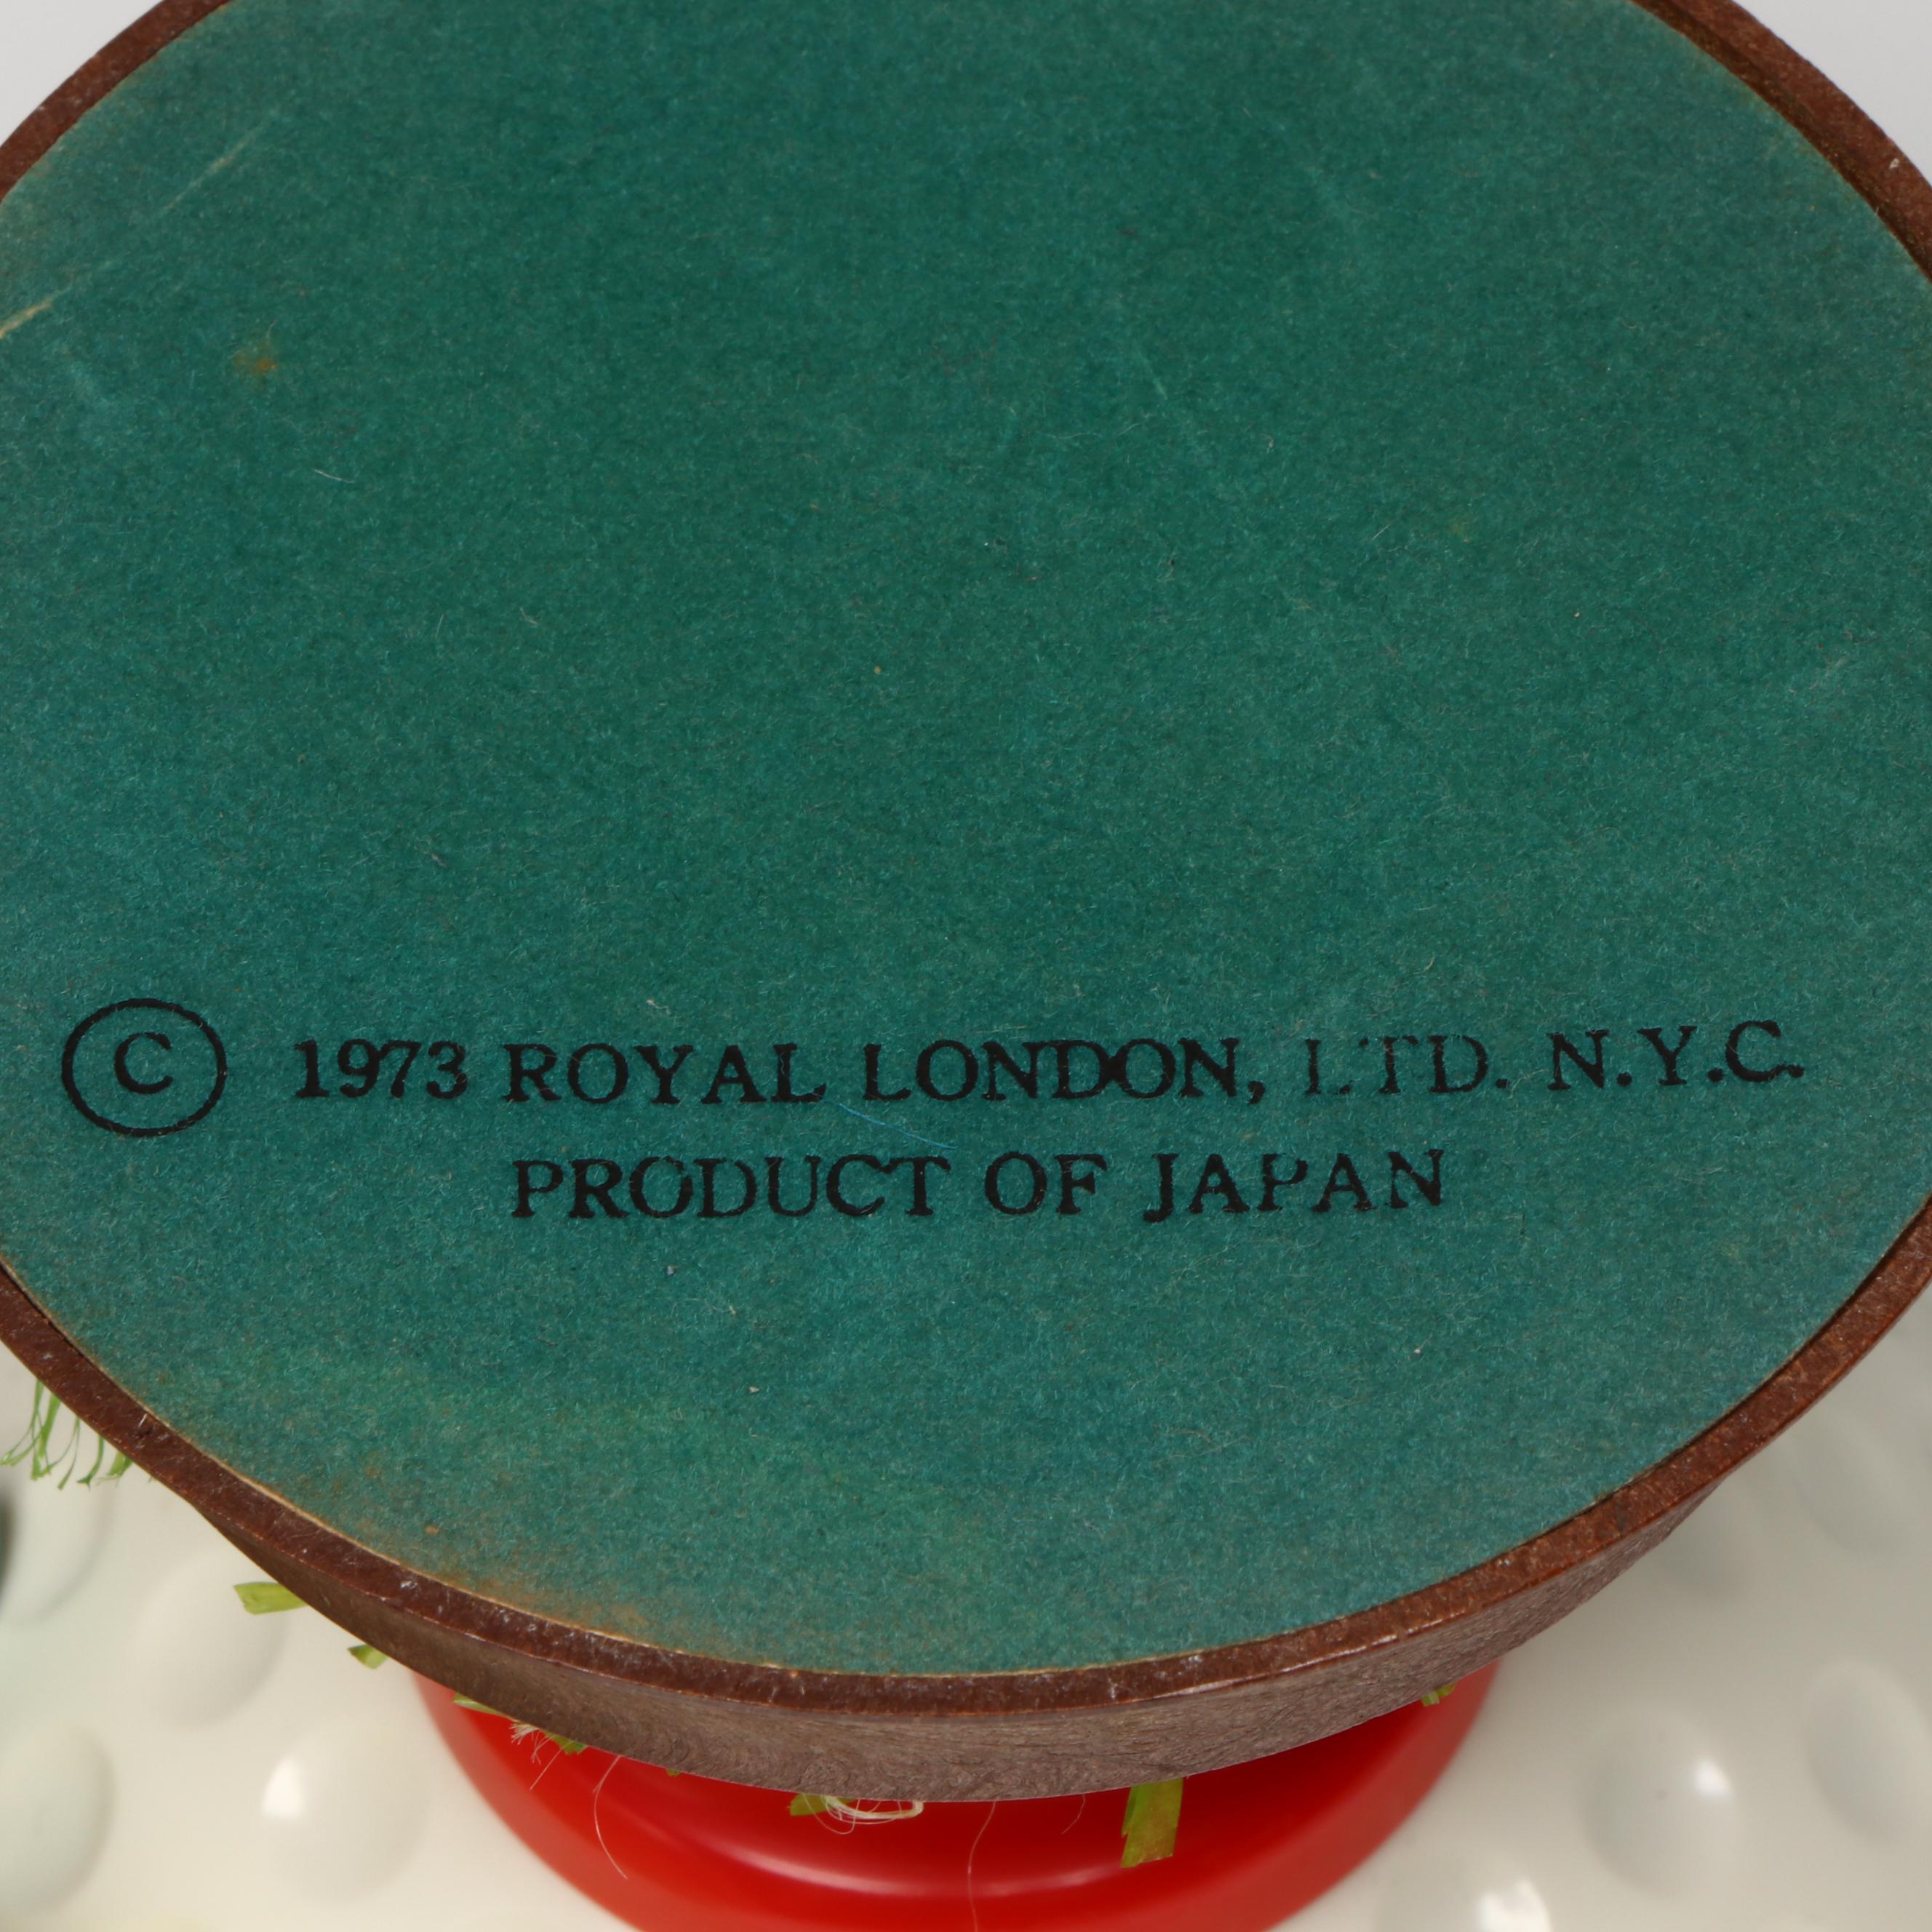 © 1973 ROYAL LONDON, LTD. N.Y.C.
PRODUCT OF JAPAN